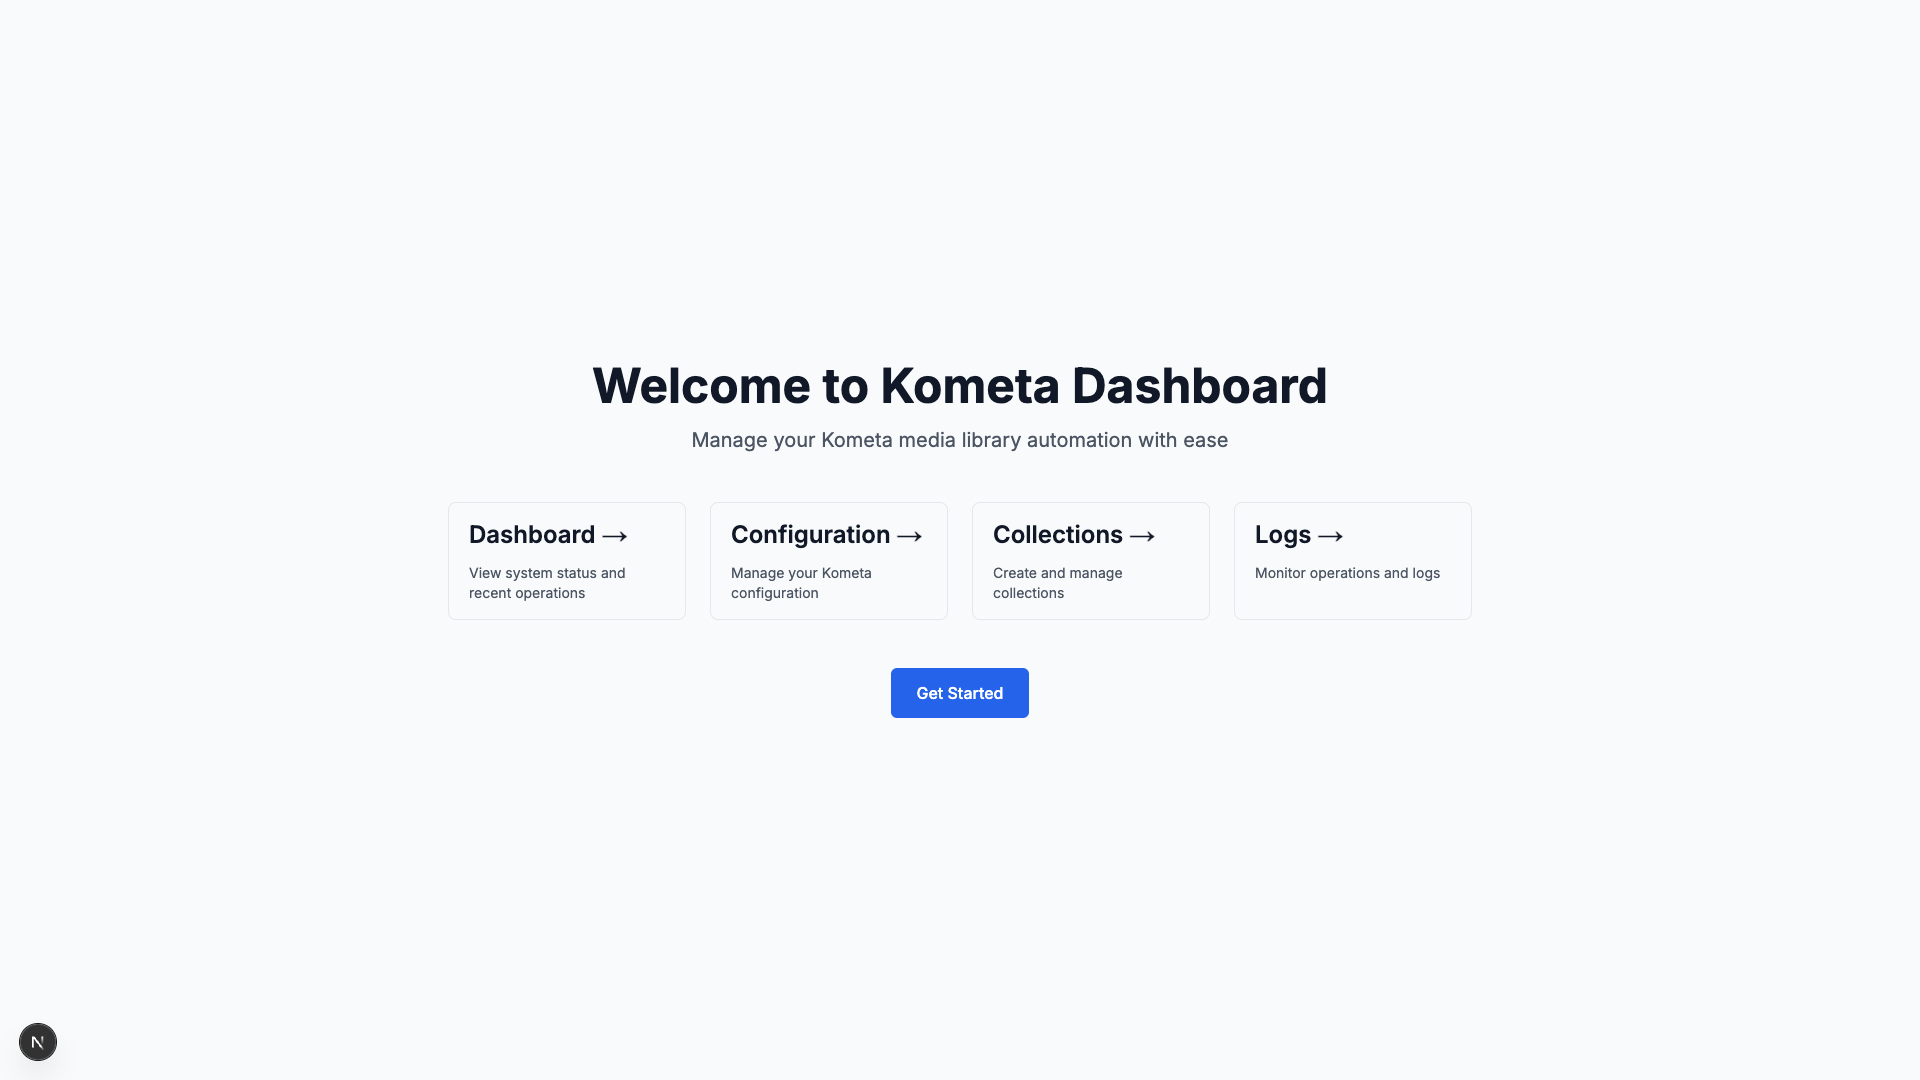 Welcome to Kometa Dashboard
Manage your Kometa media library automation with ease
Dashboard →
View system status and
recent operations
Configuration →
Manage your Kometa
configuration
Collections →
Create and manage
collections
Logs →
Monitor operations and logs
Get Started
N